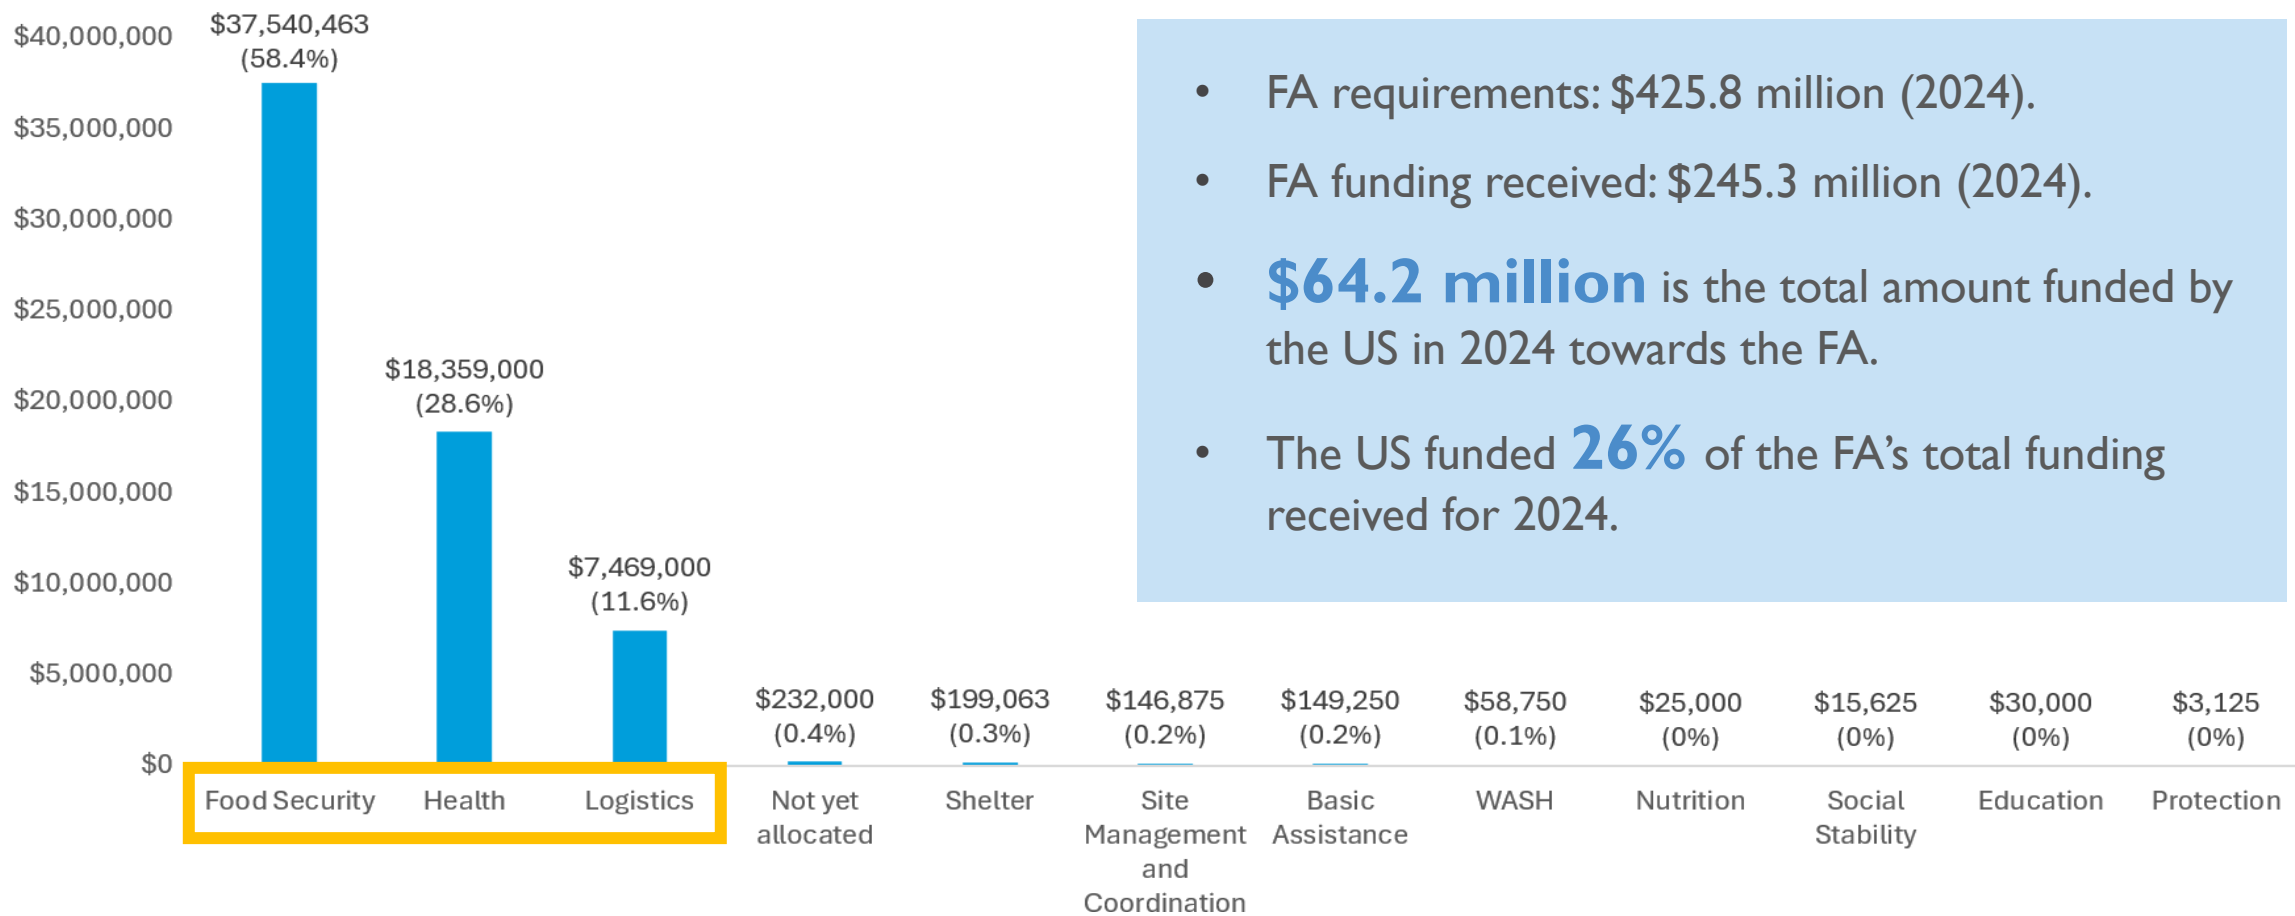 $40,000,000
$35,000,000
$30,000,000
$25,000,000
$20,000,000
$15,000,000
$10,000,000
$5,000,000
$0
$37,540,463
(58.4%)
$18,359,000
(28.6%)
$7,469,000
(11.6%)
$232,000
(0.4%)
$199,063
(0.3%)
$146,875
(0.2%)
$149,250
(0.2%)
$58,750
(0.1%)
$25,000
(0%)
$15,625
(0%)
$30,000
(0%)
$3,125
(0%)
Food Security
Health
Logistics
Not yet
allocated
Shelter
Site
Management
and
Coordination
Basic
Assistance
WASH
Nutrition
Social
Stability
Education
Protection
• FA requirements: $425.8 million (2024).
• FA funding received: $245.3 million (2024).
• $64.2 million is the total amount funded by
the US in 2024 towards the FA.
• The US funded 26% of the FA’s total funding
received for 2024.